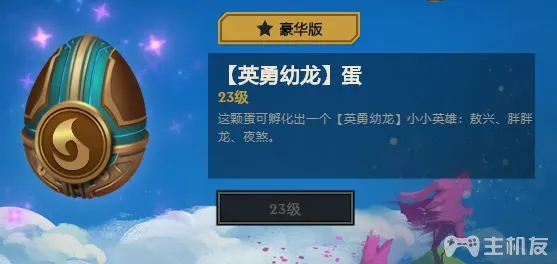 豪华版
【英勇幼龙】蛋
23级
这颗蛋可孵化出一个【英勇幼龙】小小英雄：敖兴、胖胖
龙、夜煞。
23级
主机友